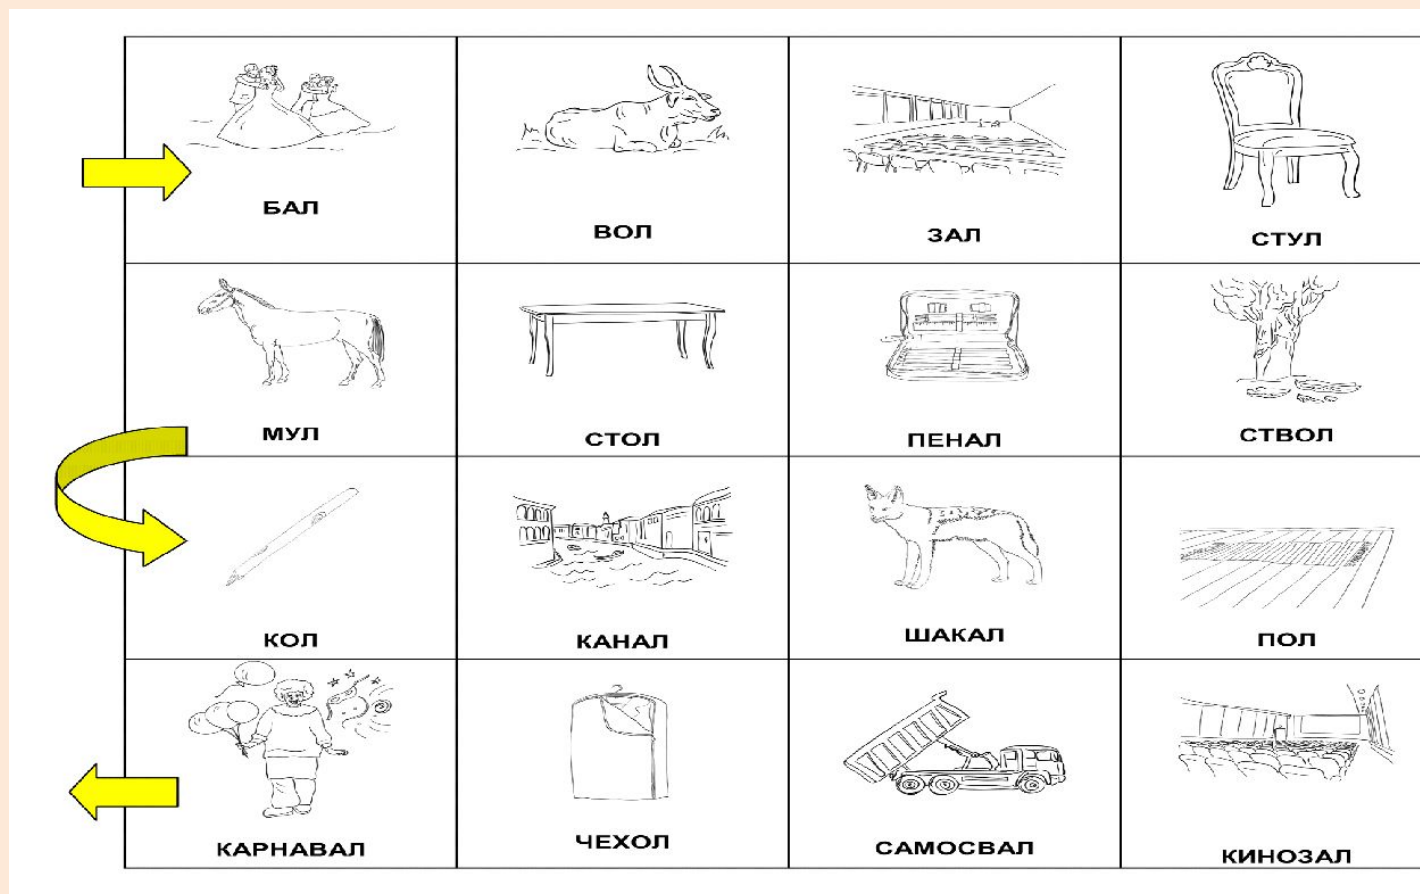 БАЛ
ВОЛ
ЗАЛ
СТУЛ
МУЛ
СТОЛ
ПЕНАЛ
СТВОЛ
КОЛ
КАНАЛ
ШАКАЛ
ПОЛ
КАРНАВАЛ
ЧЕХОЛ
САМОСВАЛ
КИНОЗАЛ